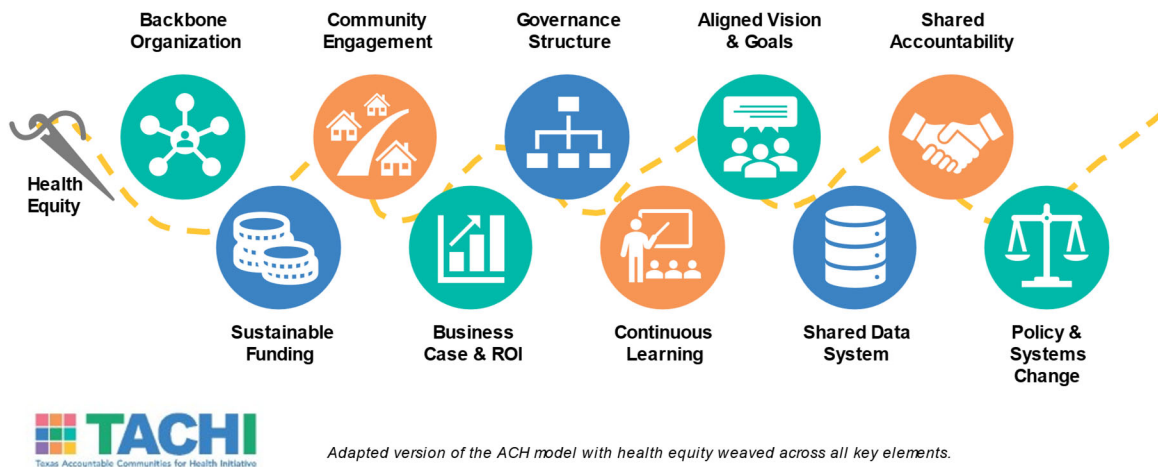 Backbone
Organization
Community
Engagement
Governance
Structure
Aligned Vision
& Goals
Shared
Accountability
Health
Equity
Sustainable
Funding
Business
Case & ROI
Continuous
Learning
Shared Data
System
Policy &
Systems
Change
TACHI
Texas Accountable Communities for Health Initiative
Adapted version of the ACH model with health equity weaved across all key elements.